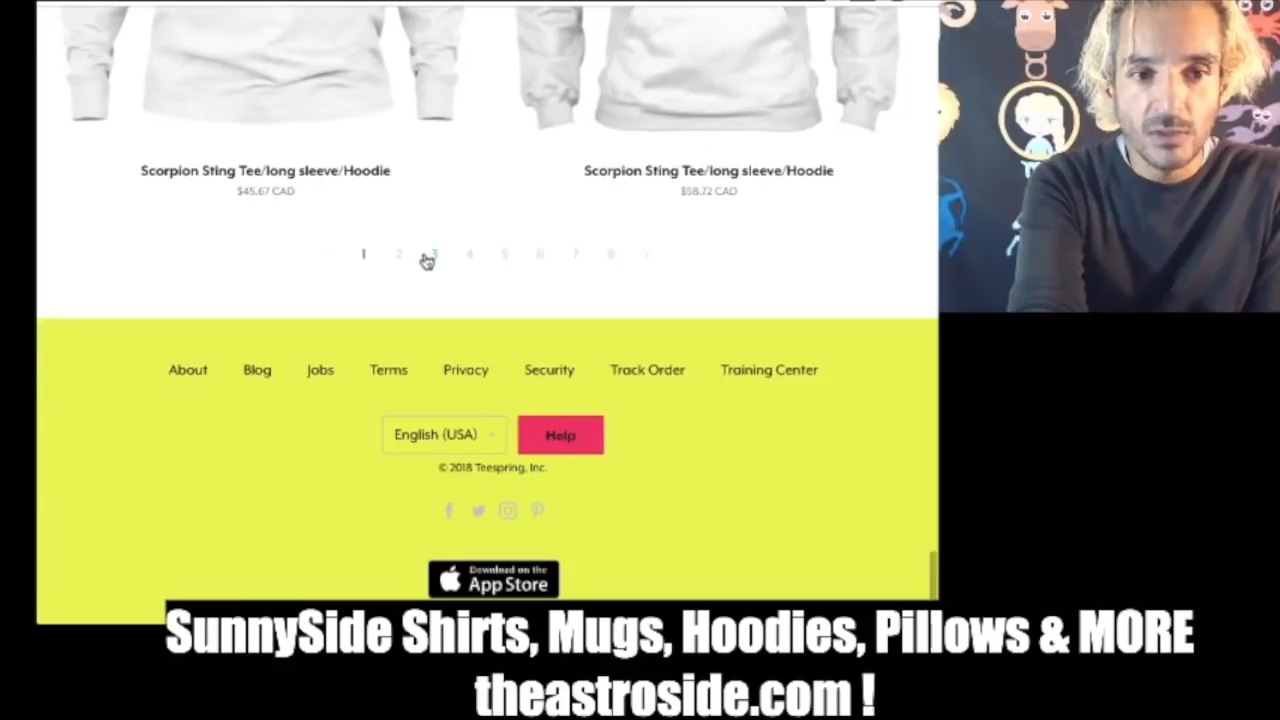 Scorpion Sting Tee/long sleeve/Hoodie
$45.67 CAD
Scorpion Sting Tee/long sleeve/Hoodie
$58.72 CAD
1 2 3 4 5 6 7 8 >
About Blog Jobs Terms Privacy Security Track Order Training Center
English (USA) Help
© 2018 Teespring, Inc.
Download on the
App Store
SunnySide Shirts, Mugs, Hoodies, Pillows & MORE
theastroside.com !